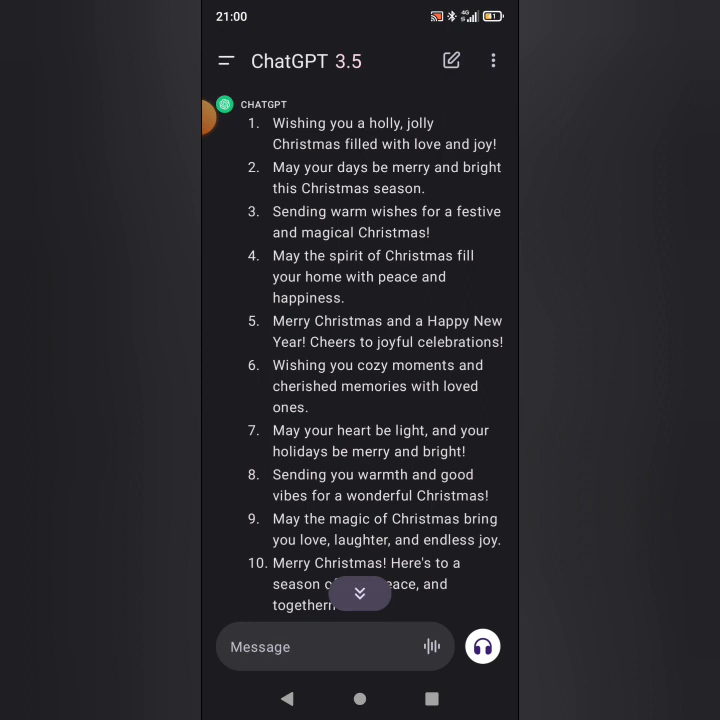 21:00
4G
1
ChatGPT 3.5
CHATGPT
1. Wishing you a holly, jolly
Christmas filled with love and joy!
2. May your days be merry and bright
this Christmas season.
3. Sending warm wishes for a festive
and magical Christmas!
4. May the spirit of Christmas fill
your home with peace and
happiness.
5. Merry Christmas and a Happy New
Year! Cheers to joyful celebrations!
6. Wishing you cozy moments and
cherished memories with loved
ones.
7. May your heart be light, and your
holidays be merry and bright!
8. Sending you warmth and good
vibes for a wonderful Christmas!
9. May the magic of Christmas bring
you love, laughter, and endless joy.
10. Merry Christmas! Here's to a
season and
Message